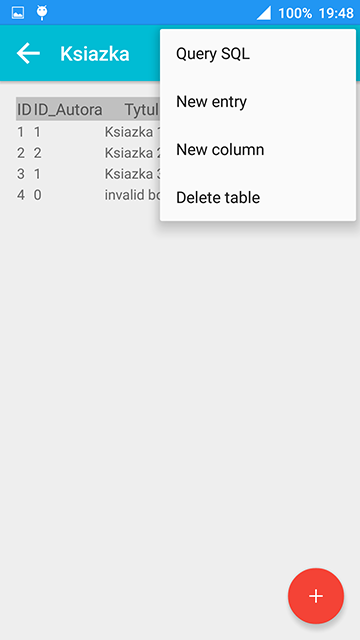 100% 19:48
Ksiazka
Query SQL
New entry
New column
Delete table
ID ID_Autora Tytul
1 1 Ksiazka 1
2 2 Ksiazka 2
3 1 Ksiazka 3
4 0 invalid